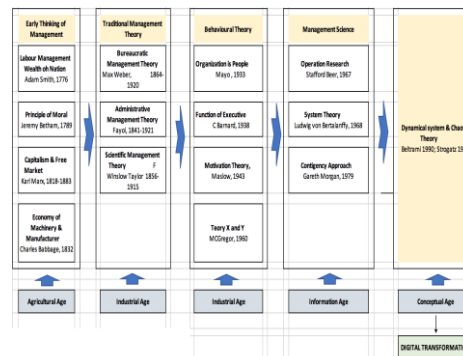 Early Thinking of
Management
Labour Management
Wealth oh Nation
Adam Smith, 1776
Principle of Moral
Jeremy Betham, 1789
Capitalism & Free
Market
Karl Marx, 1818-1883
Economy of
Machinery &
Manufacturer
Charles Babbage, 1832
Agricultural Age
Traditional Management
Theory
Bureaucratic
Management Theory
Max Weber, 1864-
1920
Administrative
Management Theory
Fayol, 1841-1921
Scientific Management
Theory F
Winslow Taylor 1856-
1915
Industrial Age
Behavioural Theory
Organization is People
Mayo, 1933
Function of Executive
C Barnard, 1938
Motivation Theory,
Maslow, 1943
Teory X and Y
MCGregor, 1960
Industrial Age
Management Science
Operation Research
Stafford Beer, 1967
System Theory
Ludwig von Bertalanffy, 1968
Contigency Approach
Gareth Morgan, 1979
Information Age
Dynamical system & Chao
Theory
Beltrami 1990; Strogatz 19
Conceptual Age
DIGITAL TRANSFORMATI